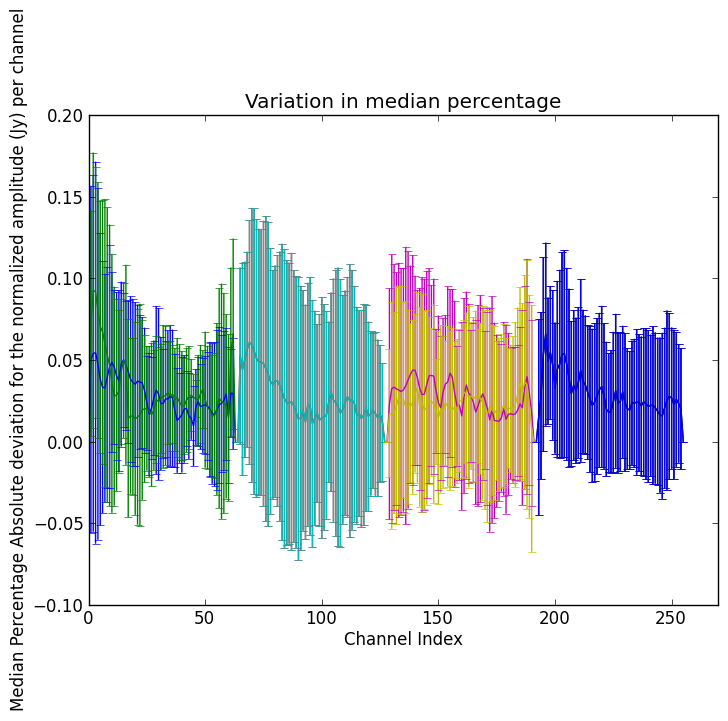 Variation in median percentage
Median Percentage Absolute deviation for the normalized amplitude (Jy) per channel
0.20
0.15
0.10
0.05
0.00
−0.05
−0.10
0 50 100 150 200 250
Channel Index